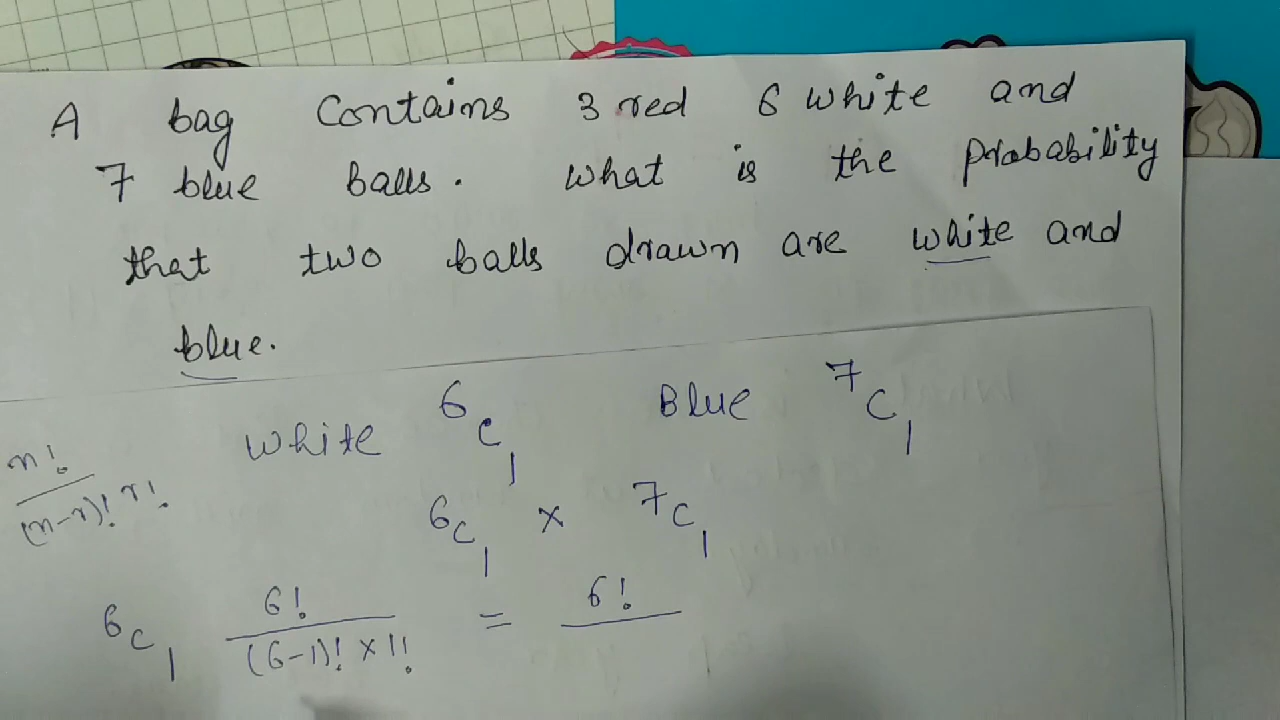 A bag contains 3 red 6 white and
7 blue balls. What is the probability
that two balls drawn are white and
blue.
White 6C1 Blue 7C1
n!/(n-r)! r!
6C1 × 7C1
6C1 6!/(6-1)! × 1! = 6!